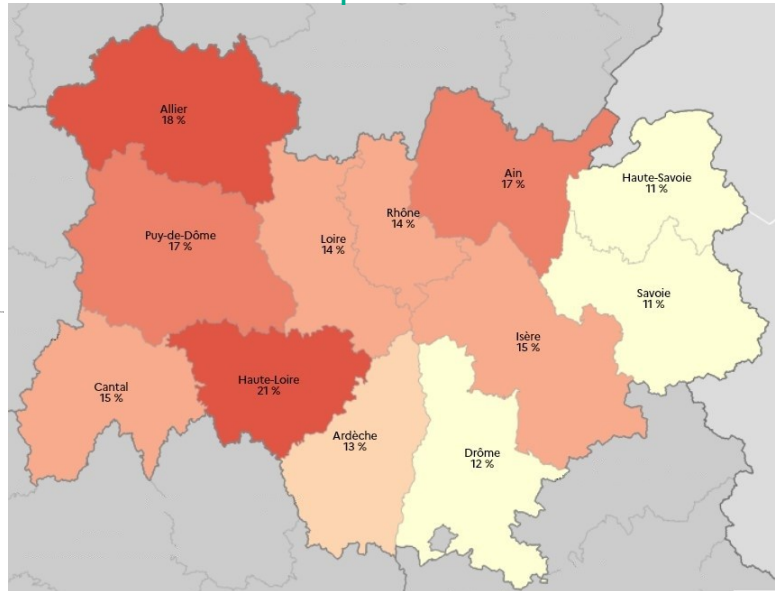 Allier
18 %
Ain
17 %
Haute-Savoie
11 %
Rhône
14 %
Puy-de-Dôme
17 %
Loire
14 %
Savoie
11 %
Isère
15 %
Haute-Loire
21 %
Cantal
15 %
Ardèche
13 %
Drôme
12 %